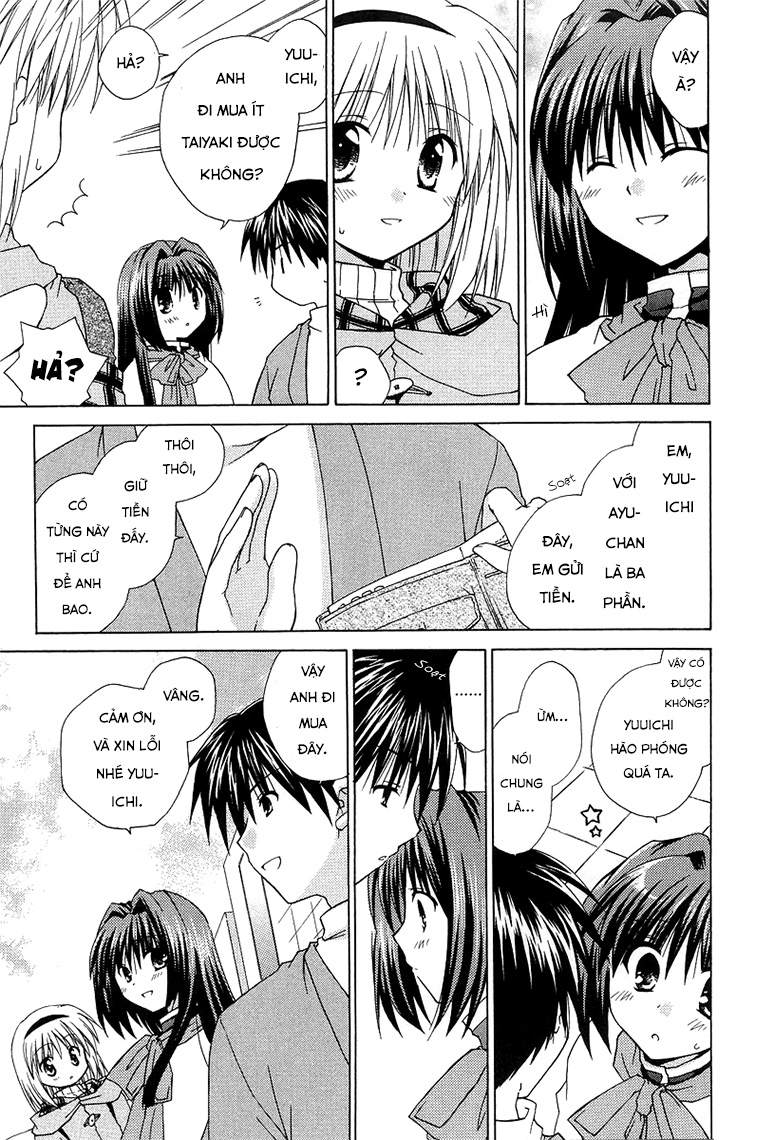 VẬY
À?
HÌ
?
YUU-
ICHI,
ANH
ĐI MUA ÍT
TAIYAKI ĐƯỢC
KHÔNG?
HẢ?
HẢ?
EM,
YUU-
ICHI
VỚI
AYU-
CHAN
LÀ BA
PHẦN.
ĐÂY,
EM GỬI
TIỀN.
Soạt
THÔI
THÔI,
GIỮ
TIỀN
ĐẤY.
CÓ
TỪNG NÀY
THÌ CỨ
ĐỂ ANH
BAO.
VẬY CÓ
ĐƯỢC
KHÔNG?
YUUICHI
HÀO PHÓNG
QUÁ TA.
ỪM...
NÓI
CHUNG
LÀ...
.......
Soạt
VẬY
ANH ĐI
MUA
ĐÂY.
VÂNG.
CẢM ƠN,
VÀ XIN LỖI
NHÉ YUU-
ICHI.